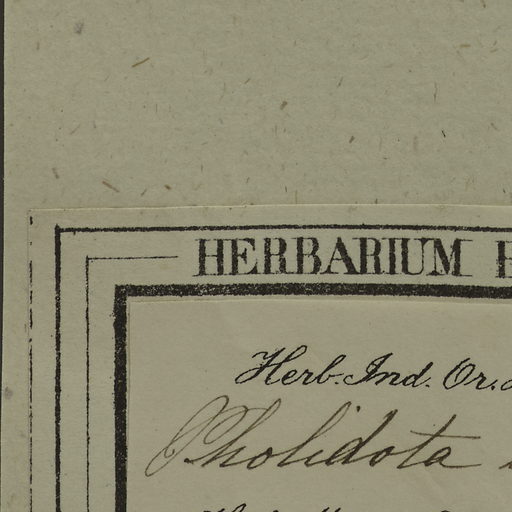 HERBARIUM
Herb. Ind. Or.
Pholidota